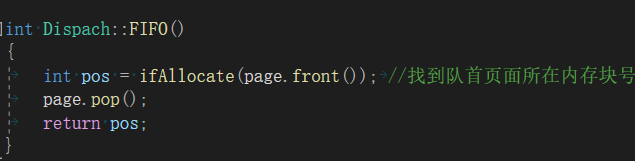 int Dispach::FIFO()
{
int pos = ifAllocate(page.front()); //找到队首页面所在内存块号
page.pop();
return pos;
}